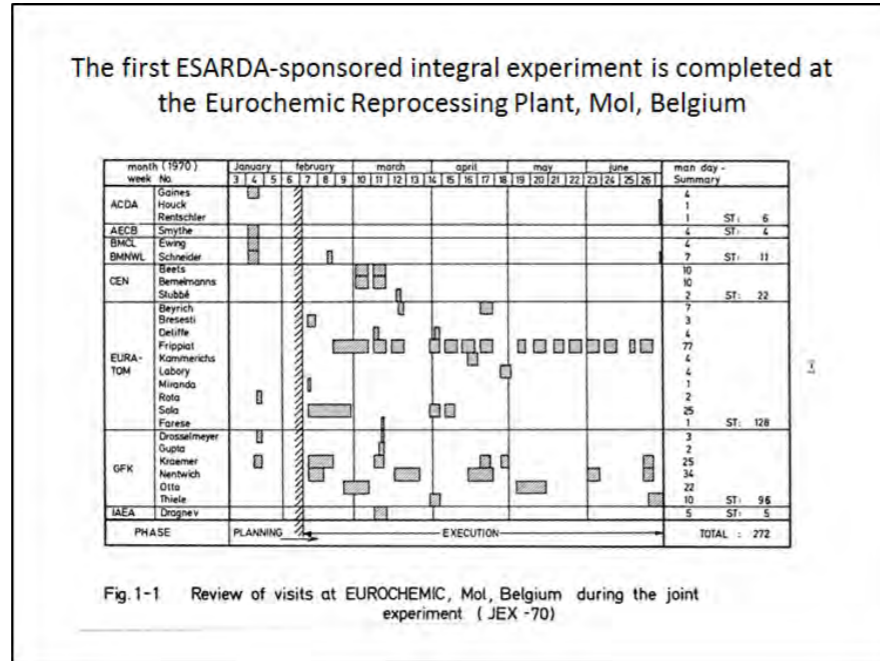 The first ESARDA-sponsored integral experiment is completed at
the Eurochemic Reprocessing Plant, Mol, Belgium
month (1970) January february march april may june man day -
week No. 3 4 5 6 7 8 9 10 11 12 13 14 15 16 17 18 19 20 21 22 23 24 25 26 Summary
ACDA Gaines 4
Houck 1
Rentschler 1 ST: 6
AECB Smythe 4 ST: 4
BMCL Ewing 4
BMNWL Schneider 7 ST: 11
CEN Beets 10
Bemelmanns 10
Stubbé 2 ST: 22
EURATOM Beyrich 7
Bresesti 3
Deliffe 4
Frippiat 77
Kammerichs 4
Labory 4
Miranda 1
Rota 2
Sola 25
Farese 1 ST: 128
GFK Drosselmeyer 3
Gupta 2
Kraemer 25
Nentwich 34
Otto 22
Thiele 10 ST: 96
IAEA Dragnev 5 ST: 5
PHASE PLANNING EXECUTION TOTAL : 272
Fig. 1-1 Review of visits at EUROCHEMIC, Mol, Belgium during the joint
experiment ( JEX -70)